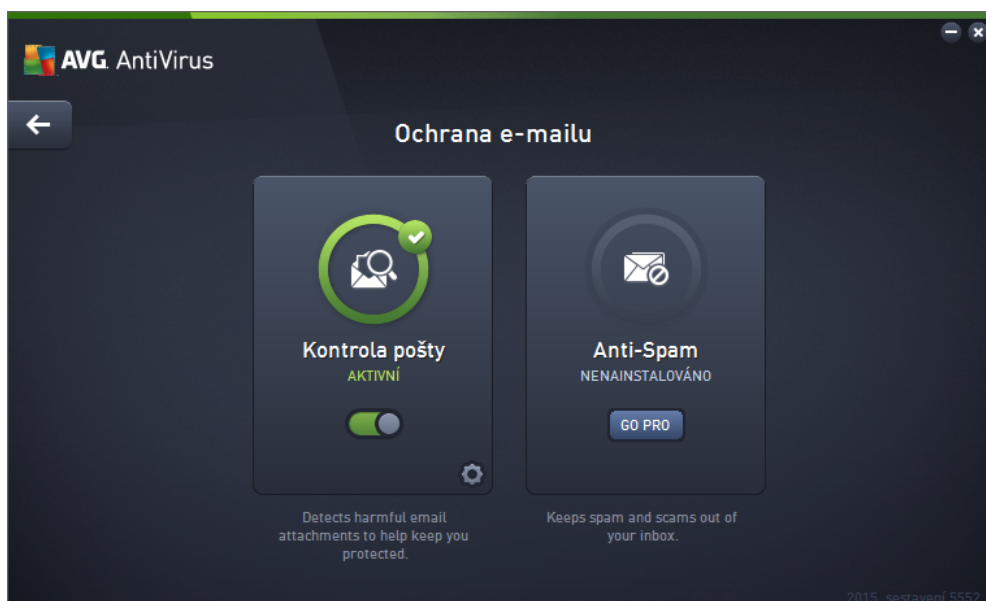 AVG. AntiVirus
Ochrana e-mailu
Kontrola pošty
AKTIVNÍ
Detects harmful email
attachments to help keep you
protected.
Anti-Spam
NENAINSTALOVÁNO
GO PRO
Keeps spam and scams out of
your inbox.
2015. sestavení 5552